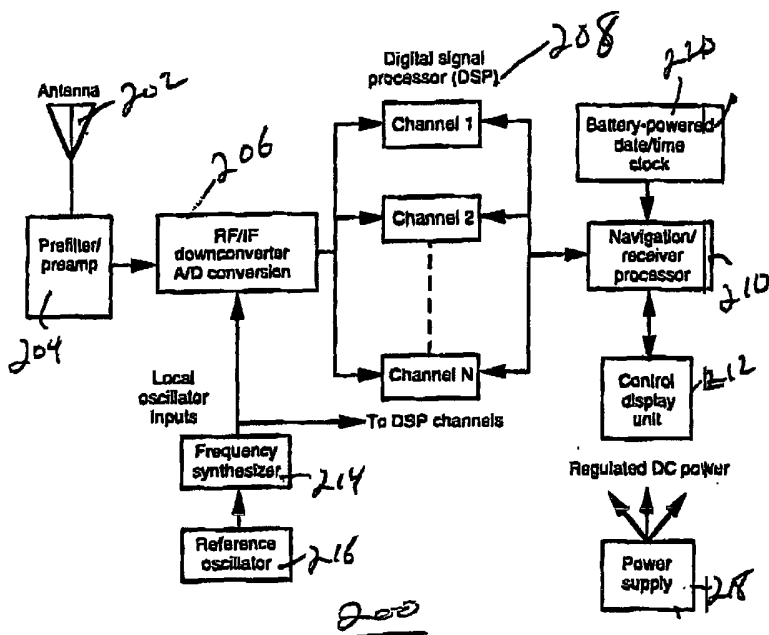 Antenna
202
Prefilter/
preamp
204
206
RF/IF
downconverter
A/D conversion
Digital signal
processor (DSP)
208
Channel 1
Channel 2
Channel N
220
Battery-powered
date/time
clock
Navigation/
receiver
processor
210
Control
display
unit
212
Local
oscillator
inputs
To DSP channels
Frequency
synthesizer
214
Reference
oscillator
216
Regulated DC power
Power
supply
218
200